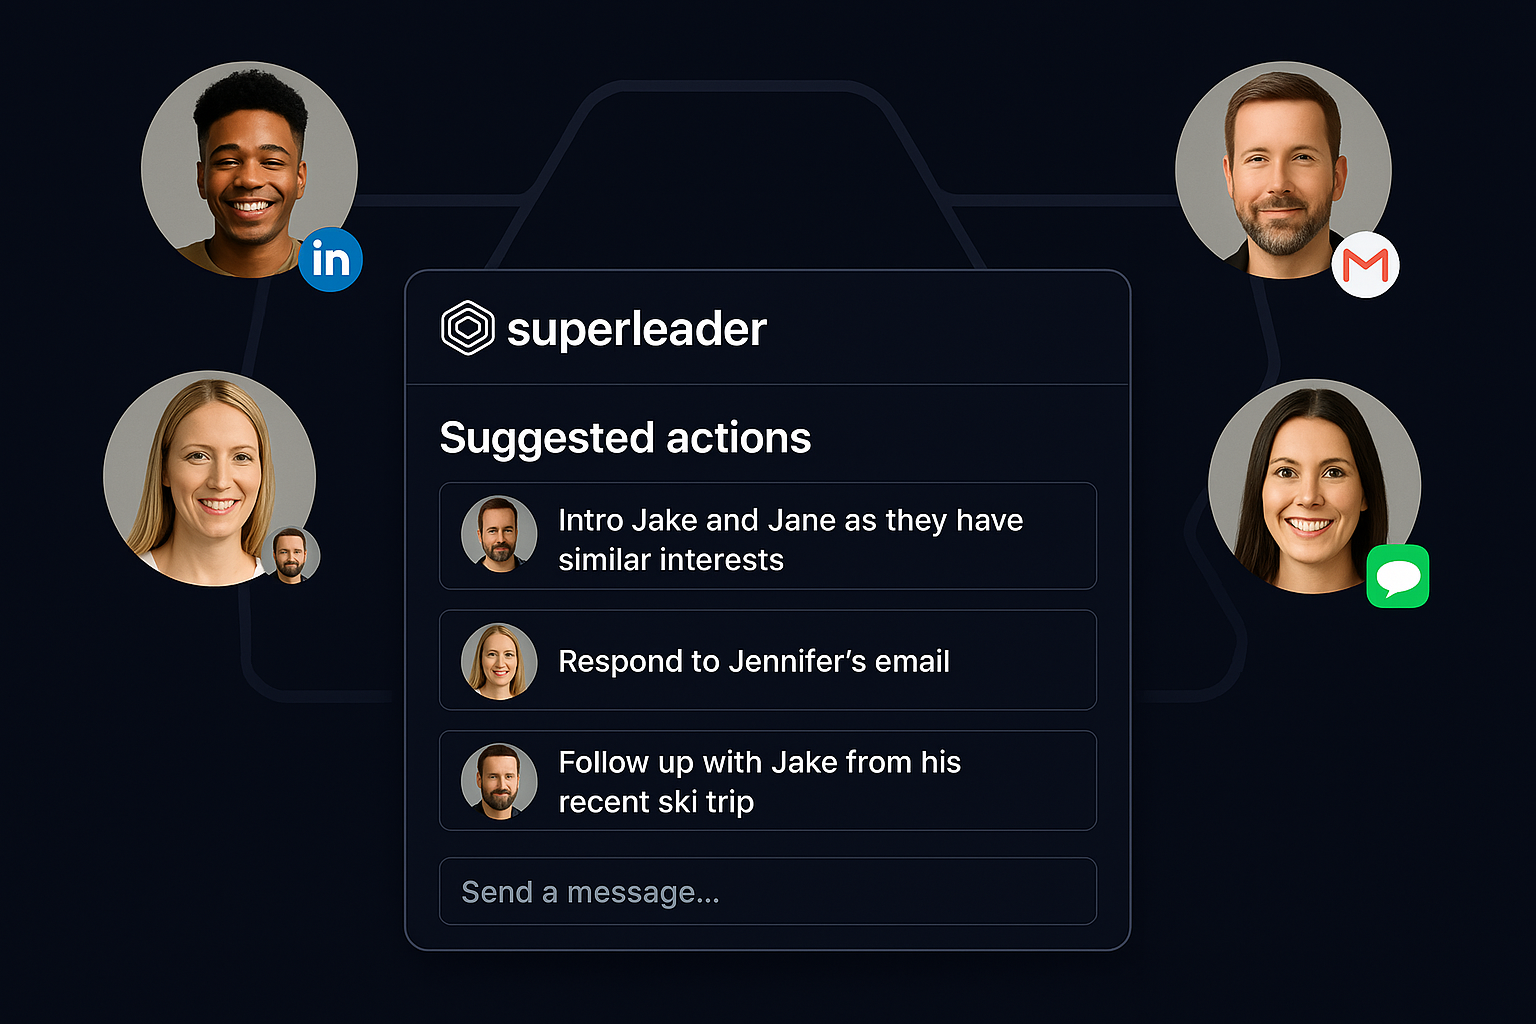 in
superleader
Suggested actions
Intro Jake and Jane as they have
similar interests
Respond to Jennifer’s email
Follow up with Jake from his
recent ski trip
Send a message...